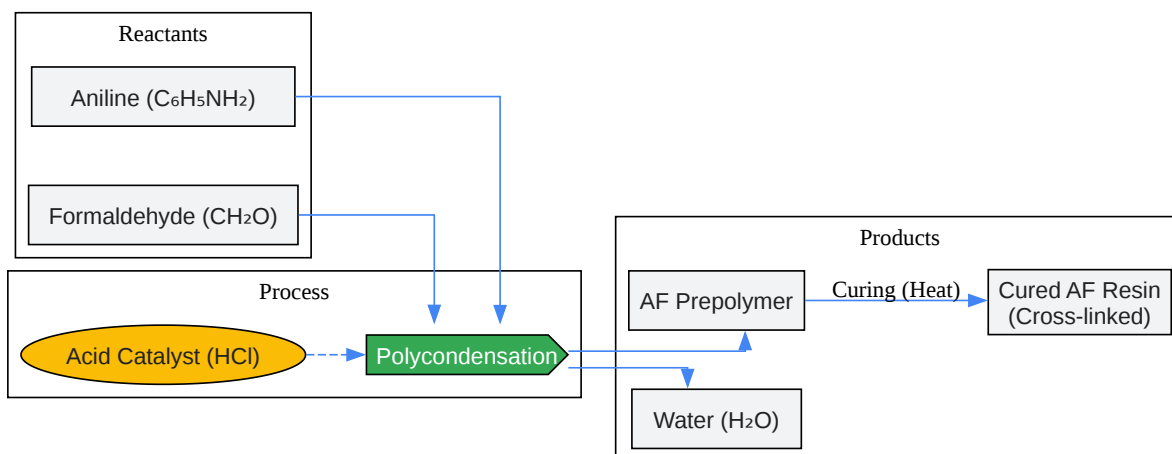 Reactants
Aniline (C₆H₅NH₂)
Formaldehyde (CH₂O)
Process
Acid Catalyst (HCl)
Polycondensation
Products
AF Prepolymer
Curing (Heat)
Cured AF Resin
(Cross-linked)
Water (H₂O)